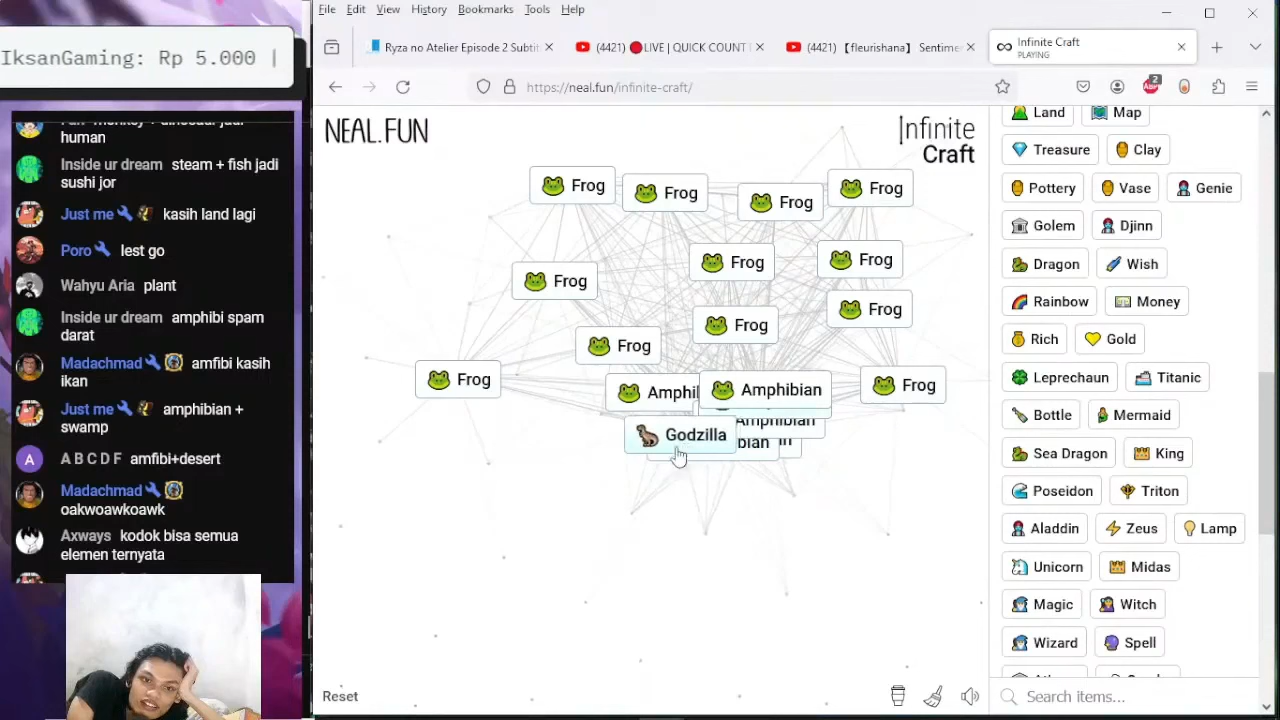 IksanGaming: Rp 5.000 |
human
Inside ur dream steam + fish jadi
sushi jor
Just me kasih land lagi
Poro lest go
Wahyu Aria plant
Inside ur dream amphibi spam
darat
Madachmad amfibi kasih
ikan
Just me amphibian +
swamp
A A B C D F amfibi+desert
Madachmad
oakwoawkoawk
Axways kodok bisa semua
elemen ternyata
File Edit View History Bookmarks Tools Help
Ryza no Atelier Episode 2 Subtit
(4421) LIVE | QUICK COUNT
(4421) 【fleurishana】 Sentime
Infinite Craft
PLAYING
2
https://neal.fun/infinite-craft/
NEAL.FUN
Infinite
Craft
Frog
Frog
Frog
Frog
Frog
Frog
Frog
Frog
Frog
Frog
Frog
Frog
Amphi
Amphibian
Amphibian
Godzilla
bian
Reset
Land
Map
Treasure
Clay
Pottery
Vase
Genie
Golem
Djinn
Dragon
Wish
Rainbow
Money
Rich
Gold
Leprechaun
Titanic
Bottle
Mermaid
Sea Dragon
King
Poseidon
Triton
Aladdin
Zeus
Lamp
Unicorn
Midas
Magic
Witch
Wizard
Spell
Search items...